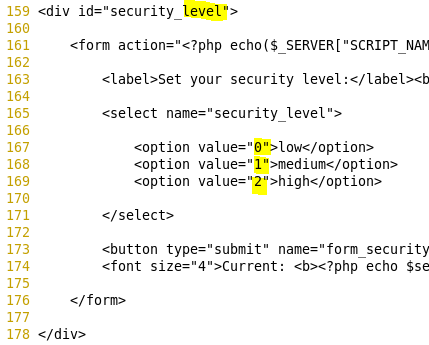 159 <div id="security_level">
160
161 <form action="<?php echo($_SERVER["SCRIPT_NAM
162
163 <label>Set your security level:</label><b
164
165 <select name="security_level">
166
167 <option value="0">low</option>
168 <option value="1">medium</option>
169 <option value="2">high</option>
170
171 </select>
172
173 <button type="submit" name="form_security
174 <font size="4">Current: <b><?php echo $se
175
176 </form>
177
178 </div>